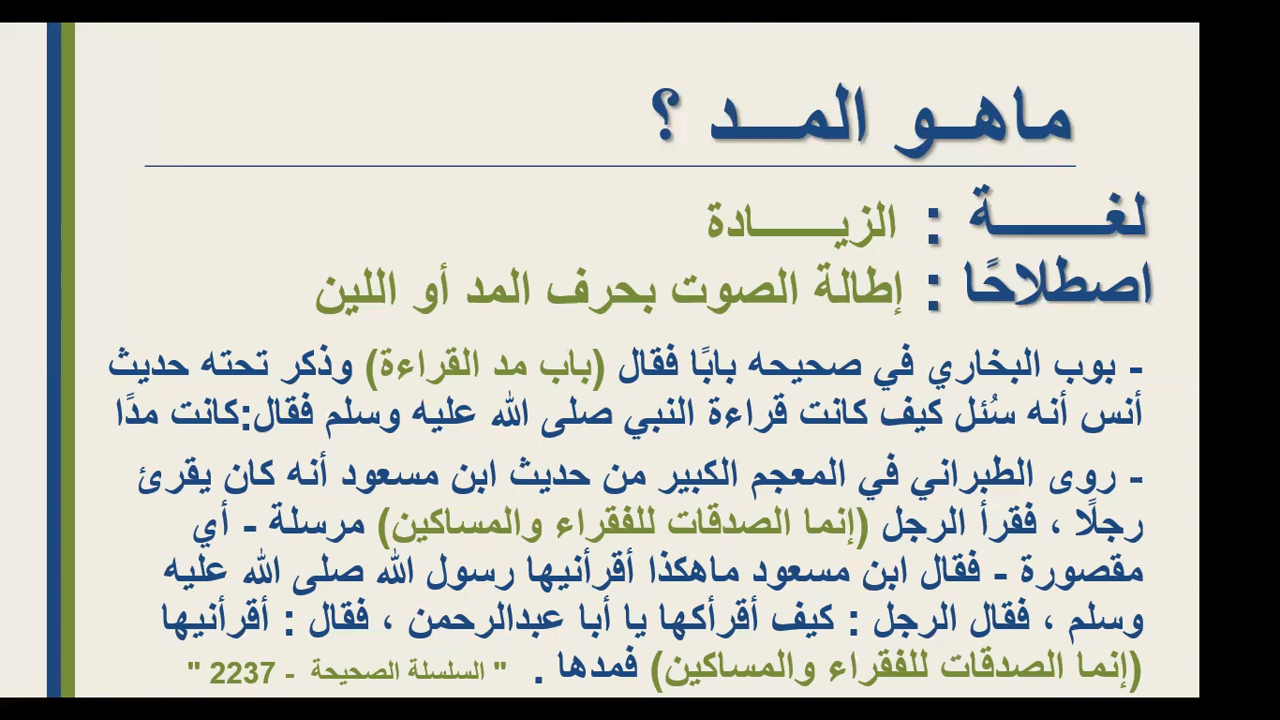 ماهو المد ؟
لغة : الزيادة
اصطلاحًا : إطالة الصوت بحرف المد أو اللين
- بوب البخاري في صحيحه بابًا فقال (باب مد القراءة) وذكر تحته حديث
أنس أنه سُئل كيف كانت قراءة النبي صلى الله عليه وسلم فقال:كانت مدًا
- روى الطبراني في المعجم الكبير من حديث ابن مسعود أنه كان يقرئ
رجلًا ، فقرأ الرجل (إنما الصدقات للفقراء والمساكين) مرسلة - أي
مقصورة - فقال ابن مسعود ماهكذا أقرأنيها رسول الله صلى الله عليه
وسلم ، فقال الرجل : كيف أقرأكها يا أبا عبدالرحمن ، فقال : أقرأنيها
(إنما الصدقات للفقراء والمساكين) فمدها . " السلسلة الصحيحة - 2237 "